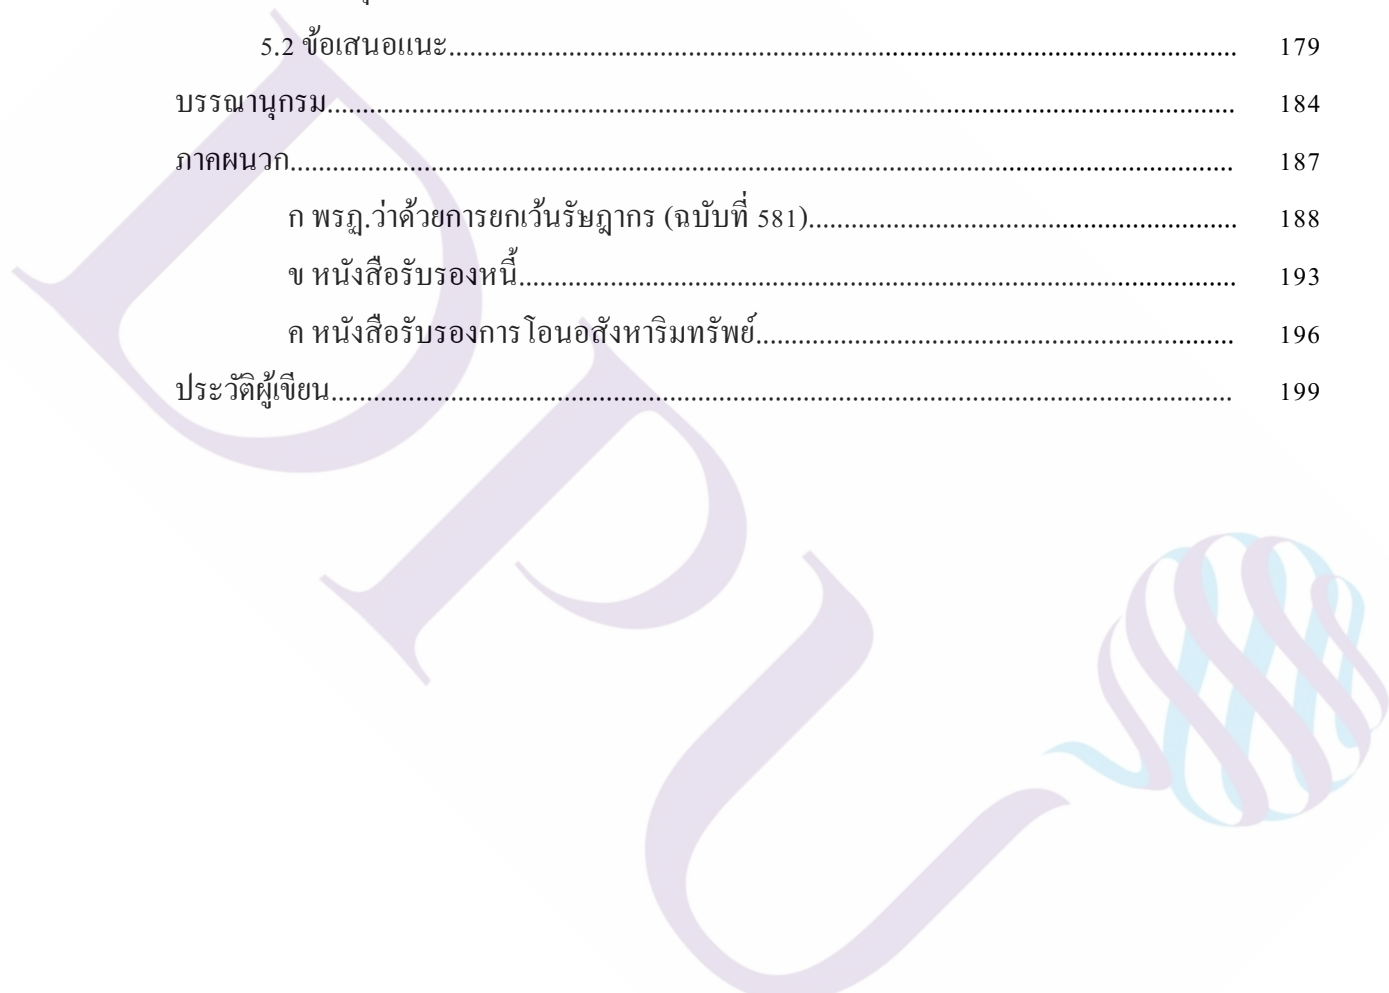 5.2 ข้อเสนอแนะ............................................................................................................... 179
บรรณานุกรม................................................................................................................................ 184
ภาคผนวก..................................................................................................................................... 187
ก พรฎ.ว่าด้วยการยกเว้นรัษฎากร (ฉบับที่ 581)............................................................ 188
ข หนังสือรับรองหนี้..................................................................................................... 193
ค หนังสือรับรองการโอนอสังหาริมทรัพย์.................................................................... 196
ประวัติผู้เขียน............................................................................................................................... 199
DPU